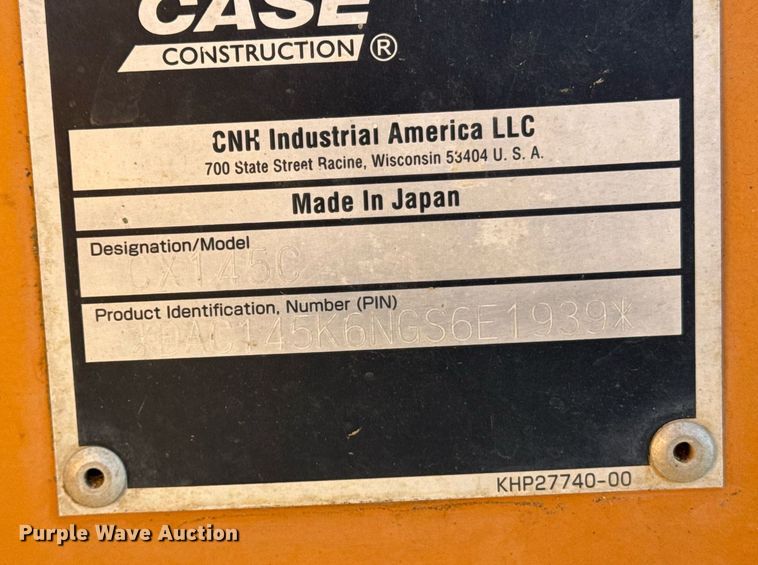 CASE
CONSTRUCTION ®
CNH Industrial America LLC
700 State Street Racine, Wisconsin 53404 U. S. A.
Made In Japan
Designation/Model
CX145C
Product Identification, Number (PIN)
*HAC145K6NGS6E1939*
KHP27740-00
Purple Wave Auction